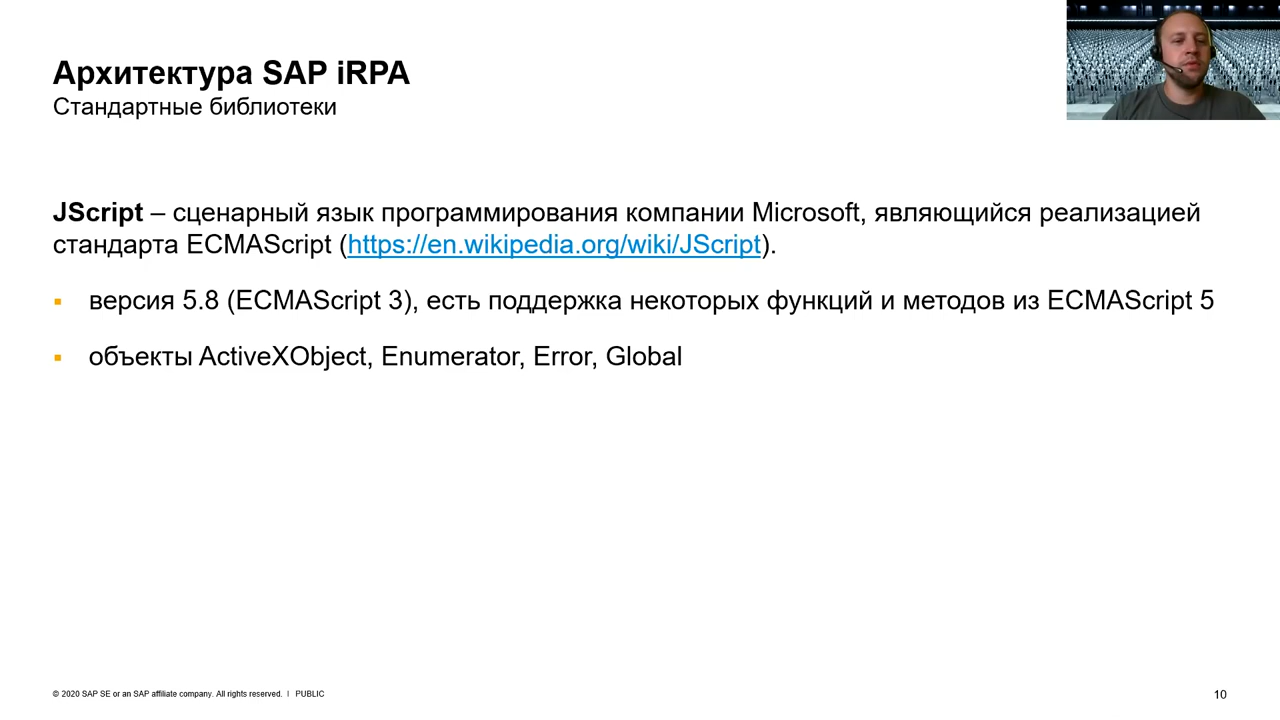 Архитектура SAP iRPA
Стандартные библиотеки
JScript – сценарный язык программирования компании Microsoft, являющийся реализацией
стандарта ECMAScript (https://en.wikipedia.org/wiki/JScript).
▪ версия 5.8 (ECMAScript 3), есть поддержка некоторых функций и методов из ECMAScript 5
▪ объекты ActiveXObject, Enumerator, Error, Global
© 2020 SAP SE or an SAP affiliate company. All rights reserved. | PUBLIC
10